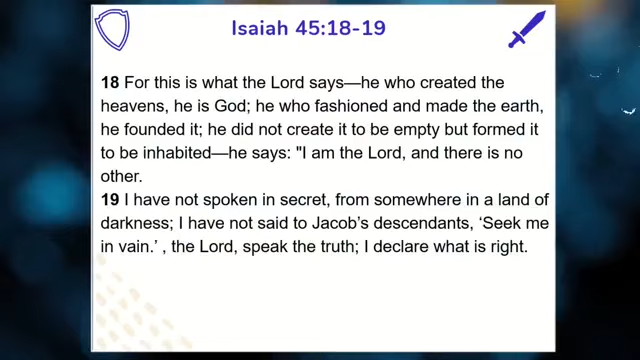 Isaiah 45:18-19
18 For this is what the Lord says—he who created the
heavens, he is God; he who fashioned and made the earth,
he founded it; he did not create it to be empty but formed it
to be inhabited—he says: "I am the Lord, and there is no
other.
19 I have not spoken in secret, from somewhere in a land of
darkness; I have not said to Jacob’s descendants, ‘Seek me
in vain.’ , the Lord, speak the truth; I declare what is right.